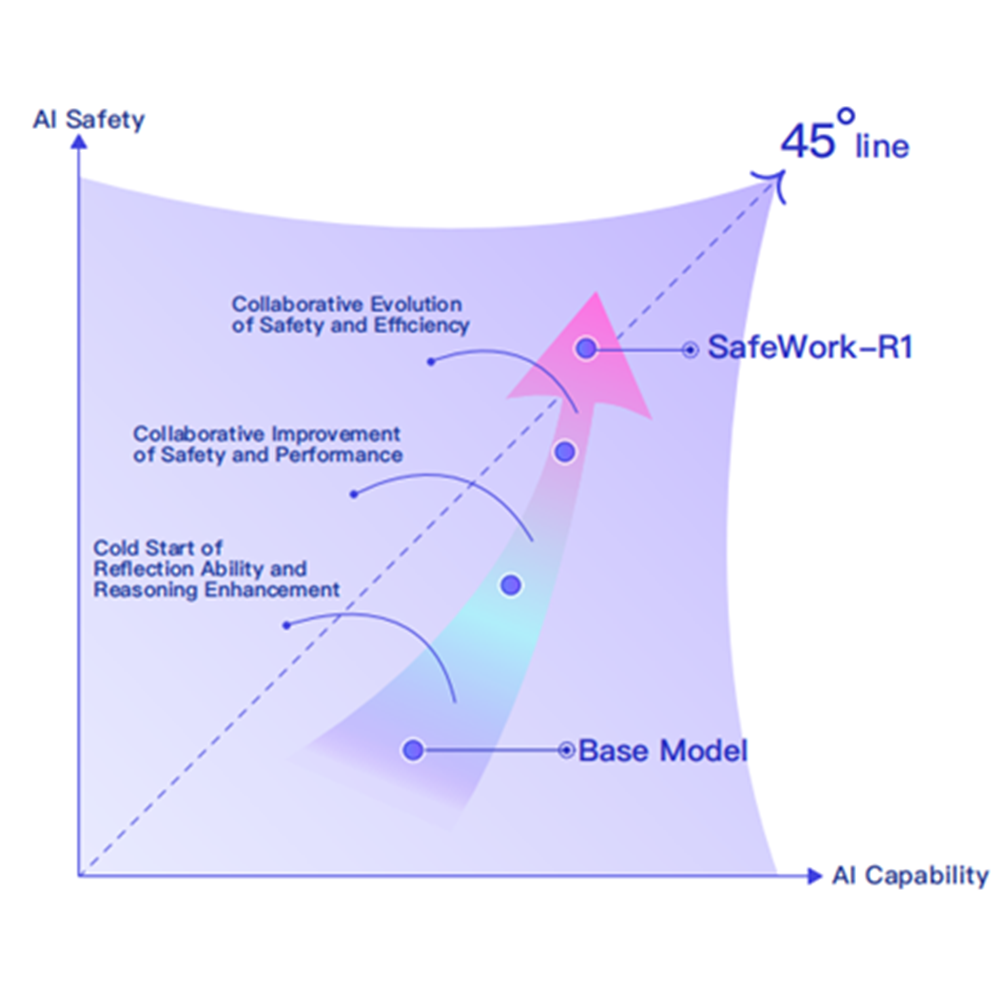 AI Safety
45° line
Collaborative Evolution
of Safety and Efficiency
SafeWork-R1
Collaborative Improvement
of Safety and Performance
Cold Start of
Reflection Ability and
Reasoning Enhancement
Base Model
AI Capability